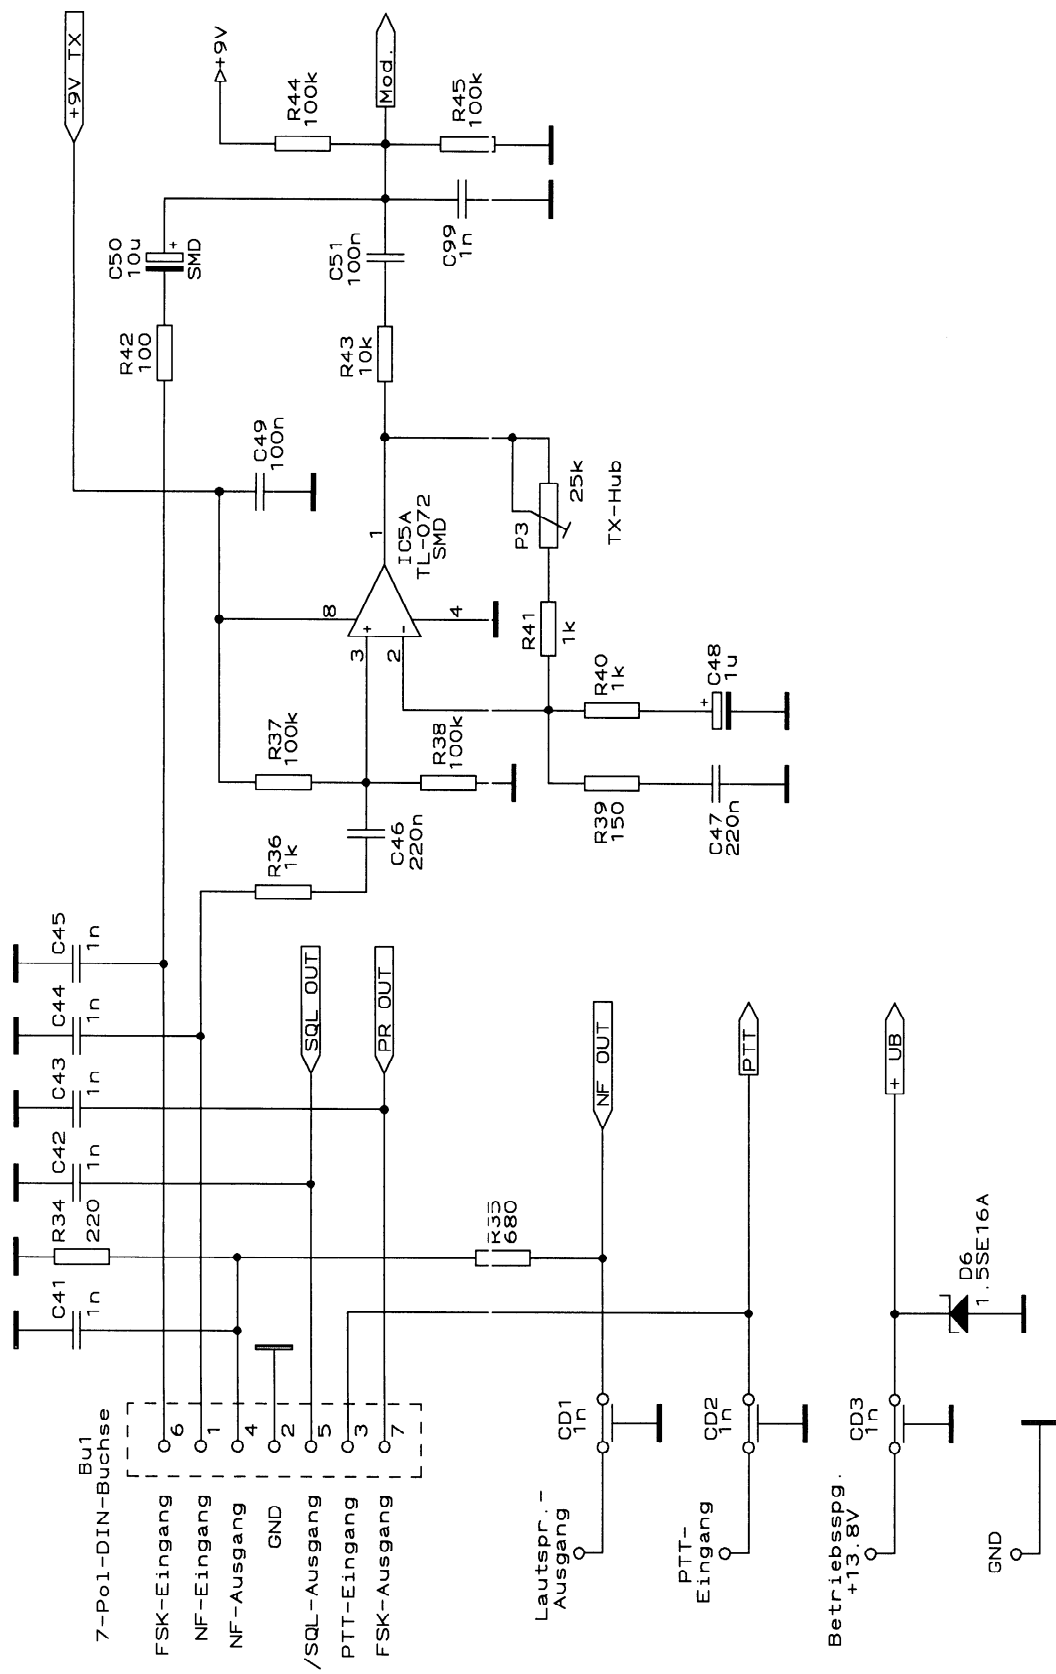 Bu1
7-Pol-DIN-Buchse
FSK-Eingang
6
NF-Eingang
1
NF-Ausgang
4
GND
2
/SQL-Ausgang
5
PTT-Eingang
3
FSK-Ausgang
7
C41
1n
R34
220
C42
1n
C43
1n
C44
1n
C45
1n
SQL OUT
PR OUT
R36
1k
C46
220n
R37
100k
R38
100k
+9V TX
C49
100n
R42
100
C50
10u
+
SMD
3
+
2
-
8
4
1
IC5A
TL-072
SMD
R43
10k
C51
100n
C99
1n
R44
100k
+9V
R45
100k
Mod.
P3
25k
TX-Hub
R41
1k
R40
1k
+
C48
1u
R39
150
C47
220n
R35
680
NF OUT
Lautspr.-
Ausgang
CD1
1n
PTT-
Eingang
CD2
1n
PTT
Betriebsspg.
+13.8V
CD3
1n
+ UB
D6
1.5SE16A
GND